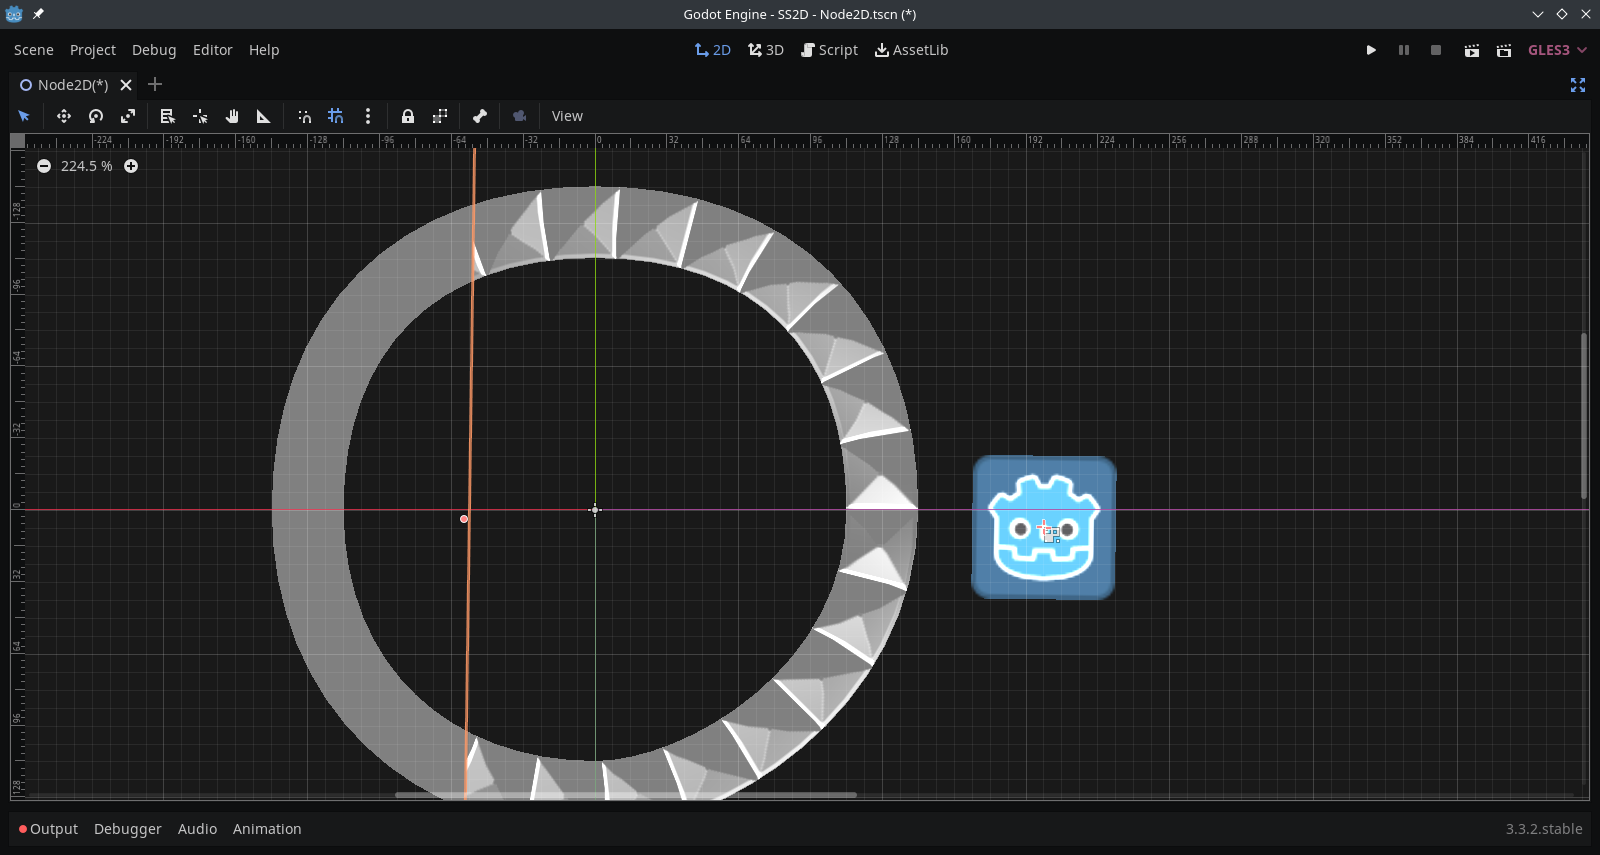 Godot Engine - SS2D - Node2D.tscn (*)
Scene Project Debug Editor Help 2D 3D Script AssetLib GLES3
Node2D(*)
View
-224 -192 -160 -128 -96 -64 -32 0 32 64 96 128 160 192 224 256 288 320 352 384 416
224.5 %
-128
-96
-64
-32
0
32
64
96
128
Output Debugger Audio Animation 3.3.2.stable